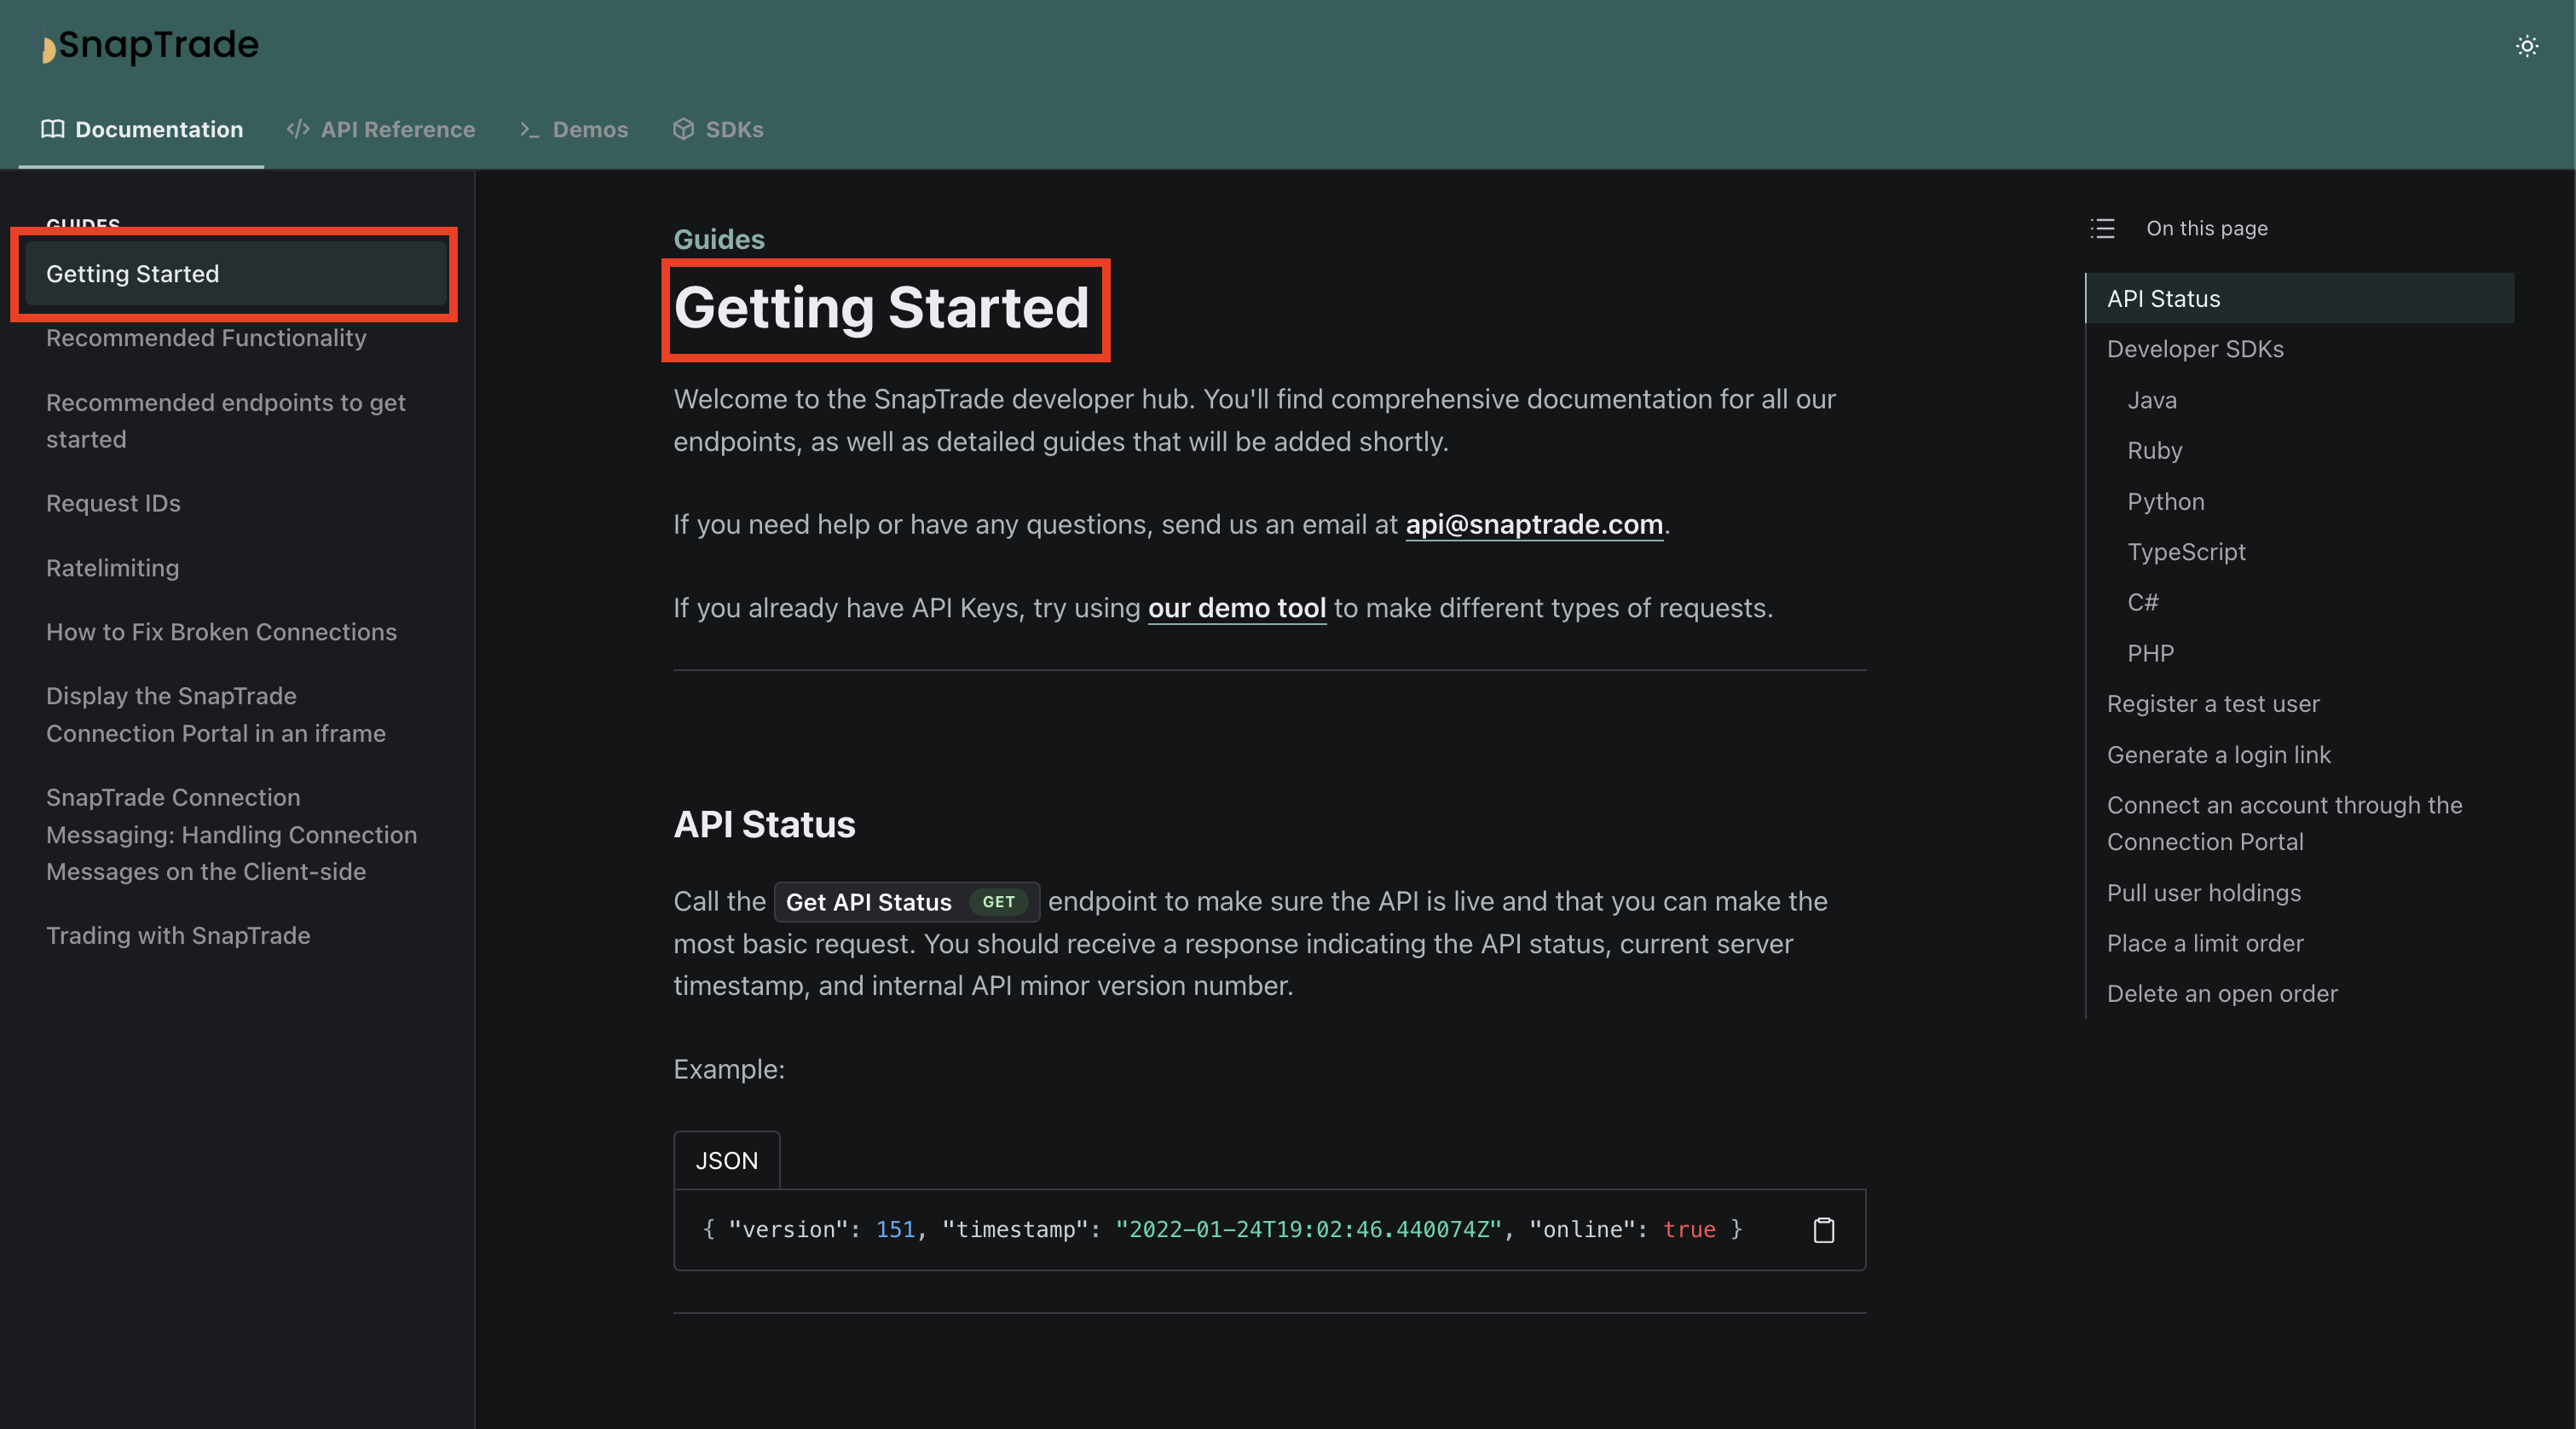 SnapTrade
Documentation
API Reference
Demos
SDKs
GUIDES
Getting Started
Recommended Functionality
Recommended endpoints to get
started
Request IDs
Ratelimiting
How to Fix Broken Connections
Display the SnapTrade
Connection Portal in an iframe
SnapTrade Connection
Messaging: Handling Connection
Messages on the Client-side
Trading with SnapTrade
Guides
Getting Started
Welcome to the SnapTrade developer hub. You'll find comprehensive documentation for all our
endpoints, as well as detailed guides that will be added shortly.
If you need help or have any questions, send us an email at api@snaptrade.com.
If you already have API Keys, try using our demo tool to make different types of requests.
API Status
Call the Get API Status GET endpoint to make sure the API is live and that you can make the
most basic request. You should receive a response indicating the API status, current server
timestamp, and internal API minor version number.
Example:
JSON
{ "version": 151, "timestamp": "2022-01-24T19:02:46.440074Z", "online": true }
On this page
API Status
Developer SDKs
Java
Ruby
Python
TypeScript
C#
PHP
Register a test user
Generate a login link
Connect an account through the
Connection Portal
Pull user holdings
Place a limit order
Delete an open order